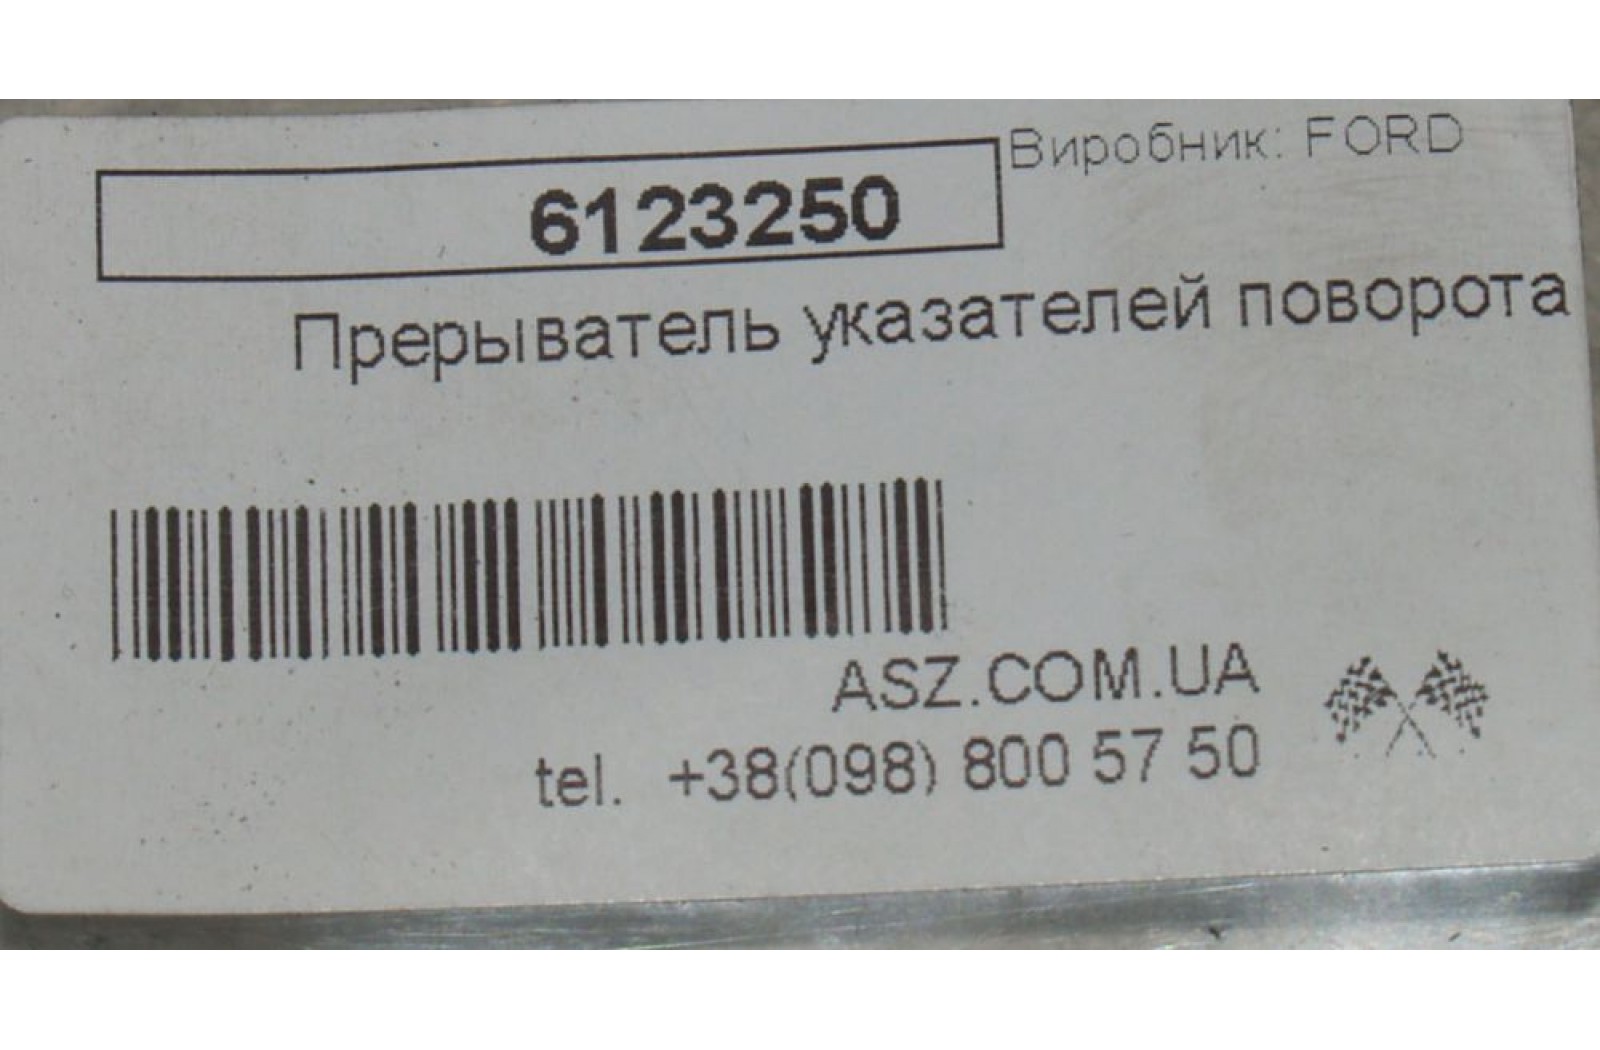 6123250
Виробник: FORD
Прерыватель указателей поворота
ASZ.COM.UA
tel. +38(098) 800 57 50